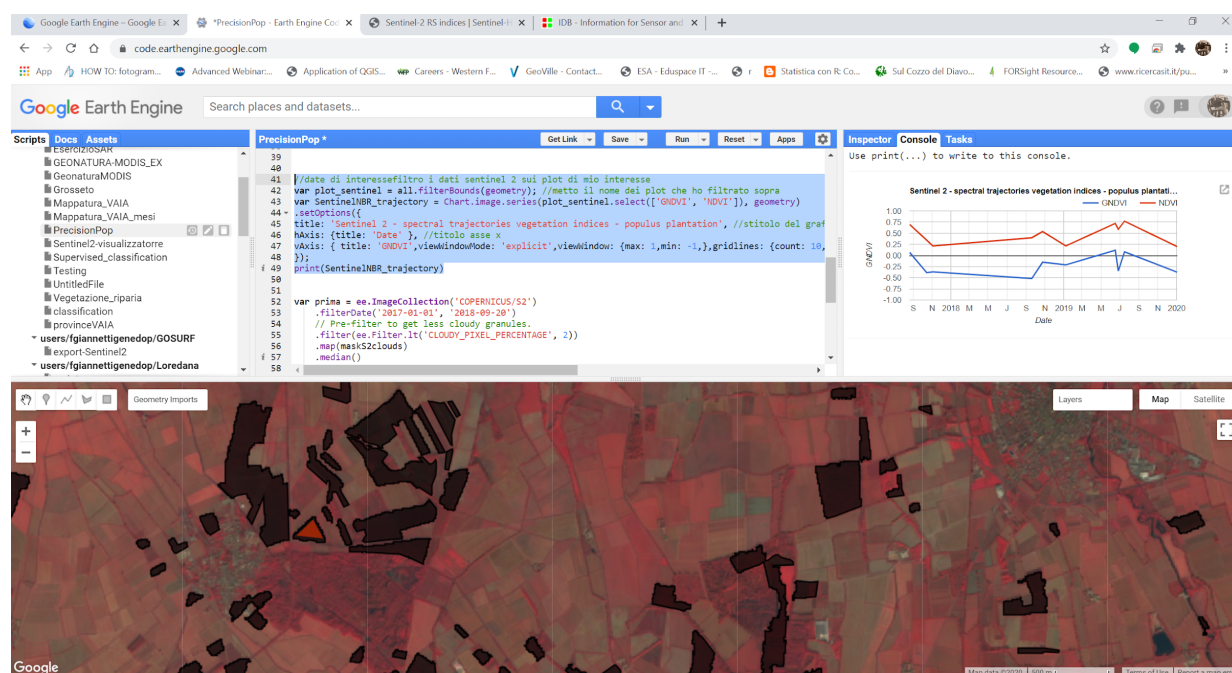 Google Earth Engine – Google Ea
*PrecisionPop - Earth Engine Cod
Sentinel-2 RS indices | Sentinel-H
IDB - Information for Sensor and
code.earthengine.google.com
App
HOW TO: fotogram...
Advanced Webinar:...
Application of QGIS...
Careers - Western F...
GeoVille - Contact...
ESA - Eduspace IT -...
r
Statistica con R: Co...
Sul Cozzo del Diavo...
FORSight Resource...
www.ricercasit.it/pu...
»
Google Earth Engine
Search places and datasets...
Scripts Docs Assets
EsercizioSAR
GEONATURA-MODIS_EX
GeonaturaMODIS
Grosseto
Mappatura_VAIA
Mappatura_VAIA_mesi
PrecisionPop
Sentinel2-visualizzatorre
Supervised_classification
Testing
UntitledFile
Vegetazione_riparia
classification
provinceVAIA
users/fgiannettigenedop/GOSURF
export-Sentinel2
users/fgiannettigenedop/Loredana
PrecisionPop *
Get Link Save Run Reset Apps
39
40
41 //date di interessefiltro i dati sentinel 2 sui plot di mio interesse
42 var plot_sentinel = all.filterBounds(geometry); //metto il nome dei plot che ho filtrato sopra
43 var SentinelNBR_trajectory = Chart.image.series(plot_sentinel.select(['GNDVI', 'NDVI']), geometry)
44 .setOptions({
45 title: 'Sentinel 2 - spectral trajectories vegetation indices - populus plantation', //stitolo del graf
46 hAxis: {title: 'Date' }, //titolo asse x
47 vAxis: { title: 'GNDVI',viewWindowMode: 'explicit',viewWindow: {max: 1,min: -1,},gridlines: {count: 10,
48 });
i 49 print(SentinelNBR_trajectory)
50
51
52 var prima = ee.ImageCollection('COPERNICUS/S2')
53 .filterDate('2017-01-01', '2018-09-20')
54 // Pre-filter to get less cloudy granules.
55 .filter(ee.Filter.lt('CLOUDY_PIXEL_PERCENTAGE', 2))
56 .map(maskS2clouds)
i 57 .median()
58
Inspector Console Tasks
Use print(...) to write to this console.
Sentinel 2 - spectral trajectories vegetation indices - populus plantati...
GNDVI NDVI
1.00
0.75
0.50
0.25
0.00
-0.25
-0.50
-0.75
-1.00
GNDVI
S N 2018 M M J S N 2019 M M J S N 2020
Date
Geometry Imports
Layers
Map Satellite
+
−
Google
Map data ©2020 500 m Terms of Use Report a map er